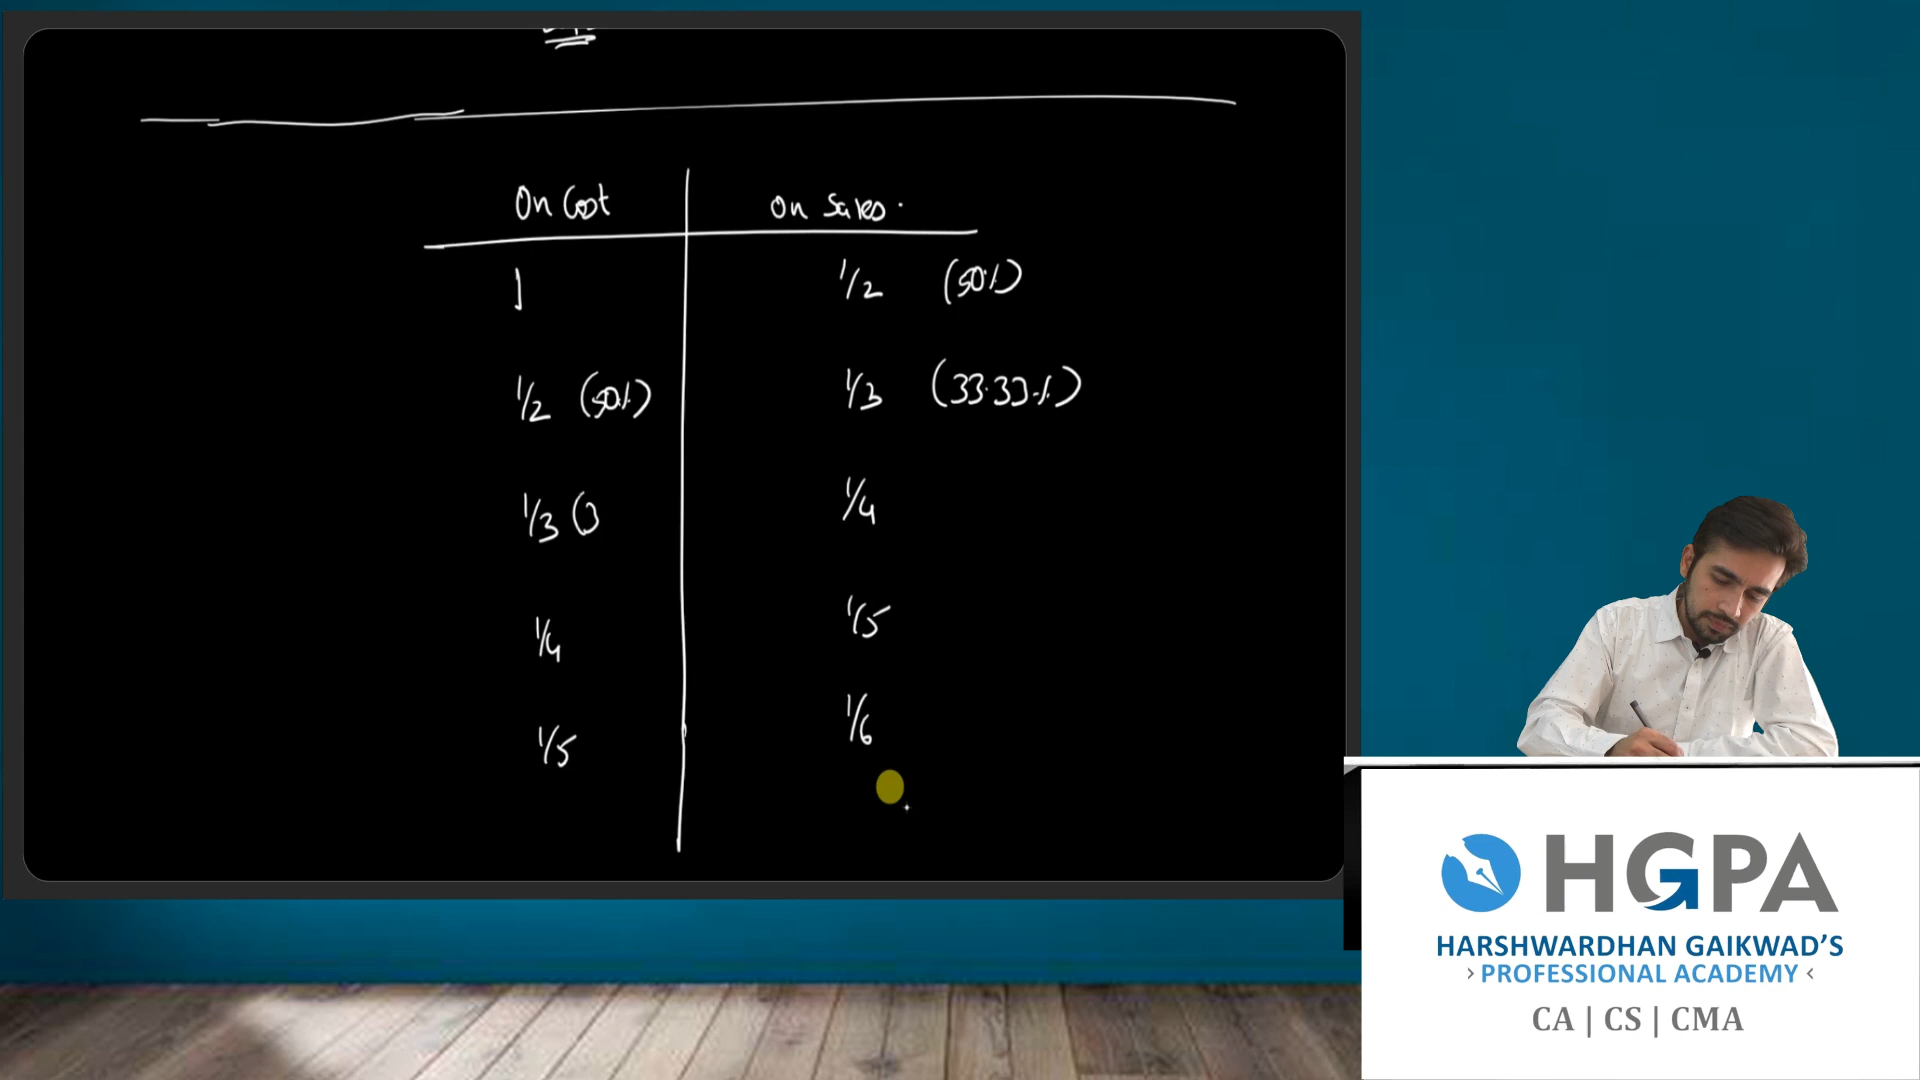 On Cost on Sales.
1 1/2 (50%)
1/2 (50%) 1/3 (33.33%)
1/3 (3 1/4
1/4 1/5
1/5 1/6
HGPA
HARSHWARDHAN GAIKWAD'S
› PROFESSIONAL ACADEMY ‹
CA | CS | CMA